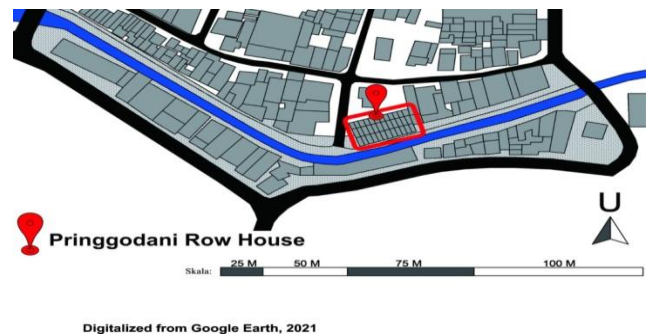 U
Pringgodani Row House
Skala: 25 M 50 M 75 M 100 M
Digitalized from Google Earth, 2021